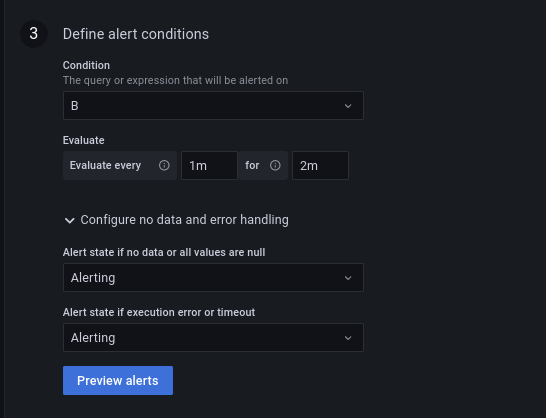 3 Define alert conditions
Condition
The query or expression that will be alerted on
B
Evaluate
Evaluate every 1m for 2m
Configure no data and error handling
Alert state if no data or all values are null
Alerting
Alert state if execution error or timeout
Alerting
Preview alerts